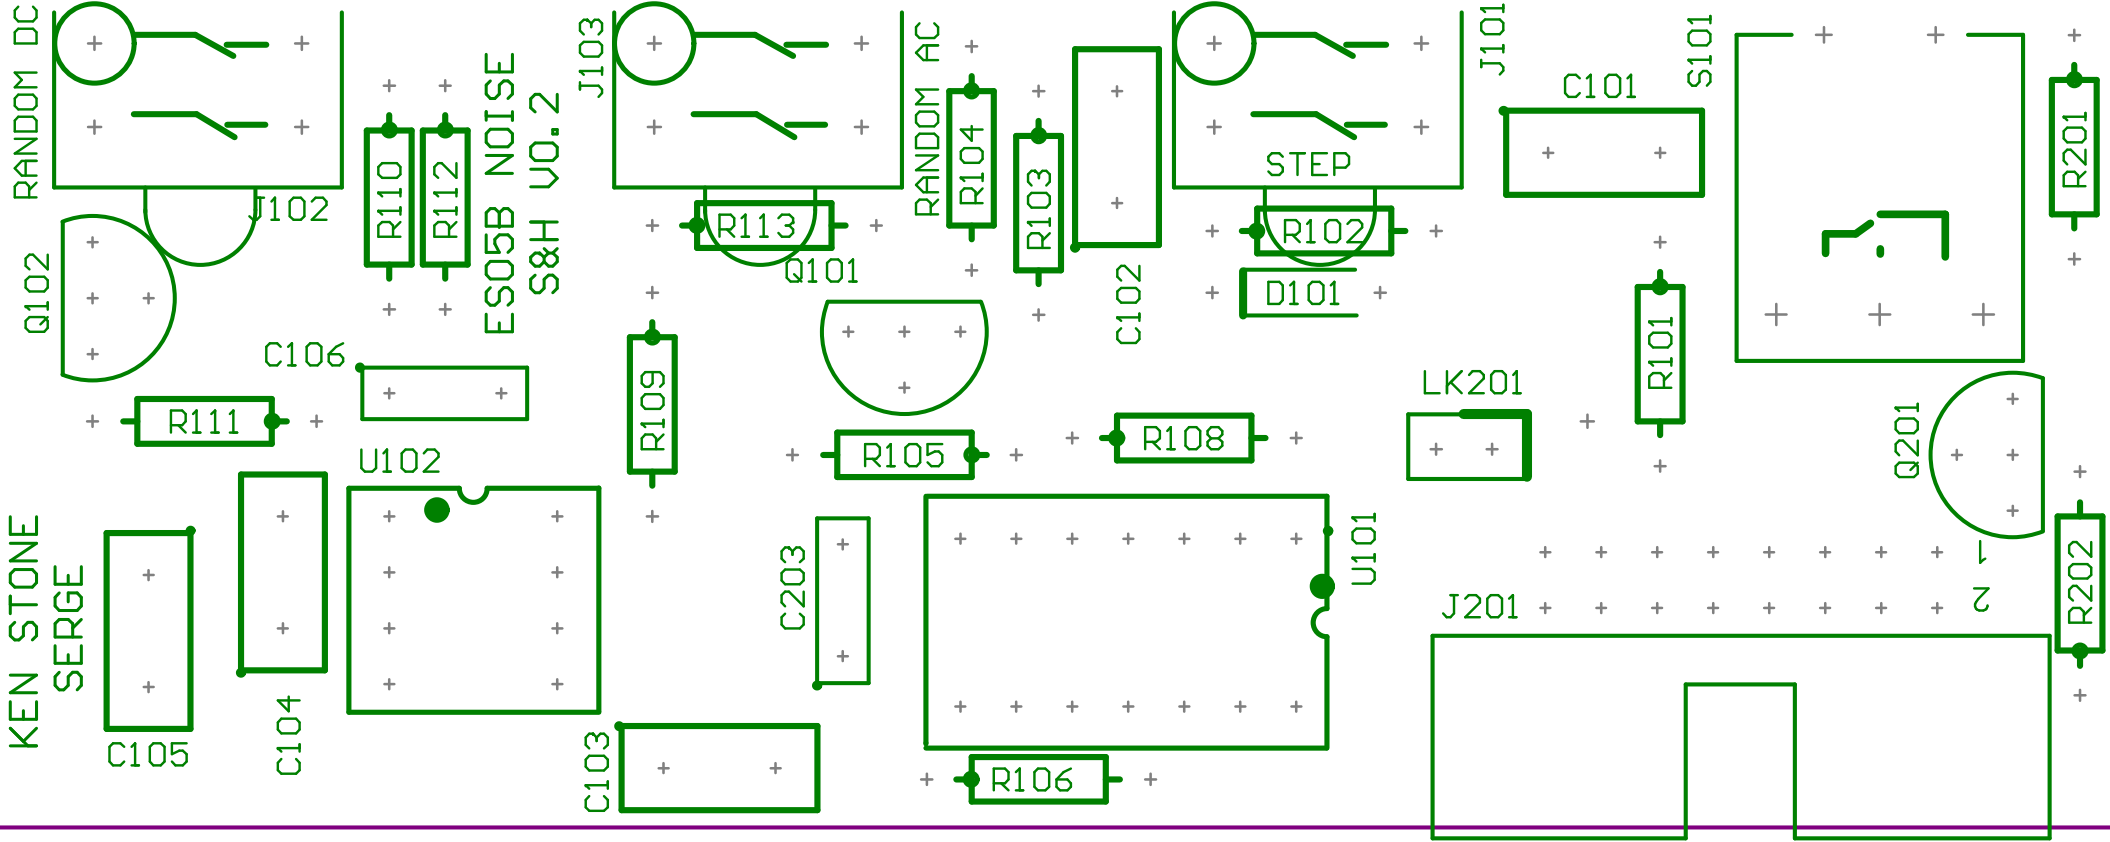 RANDOM DC
J102
R110
R112
ES05B NOISE
S&H V0.2
J103
R113
RANDOM AC
R104
R103
C102
J101
STEP
R102
D101
C101
S101
R201
Q102
C106
R111
U102
R109
Q101
R105
R108
LK201
R101
Q201
KEN STONE
SERGE
C105
C104
C203
C103
U101
R106
J201
1
2
R202